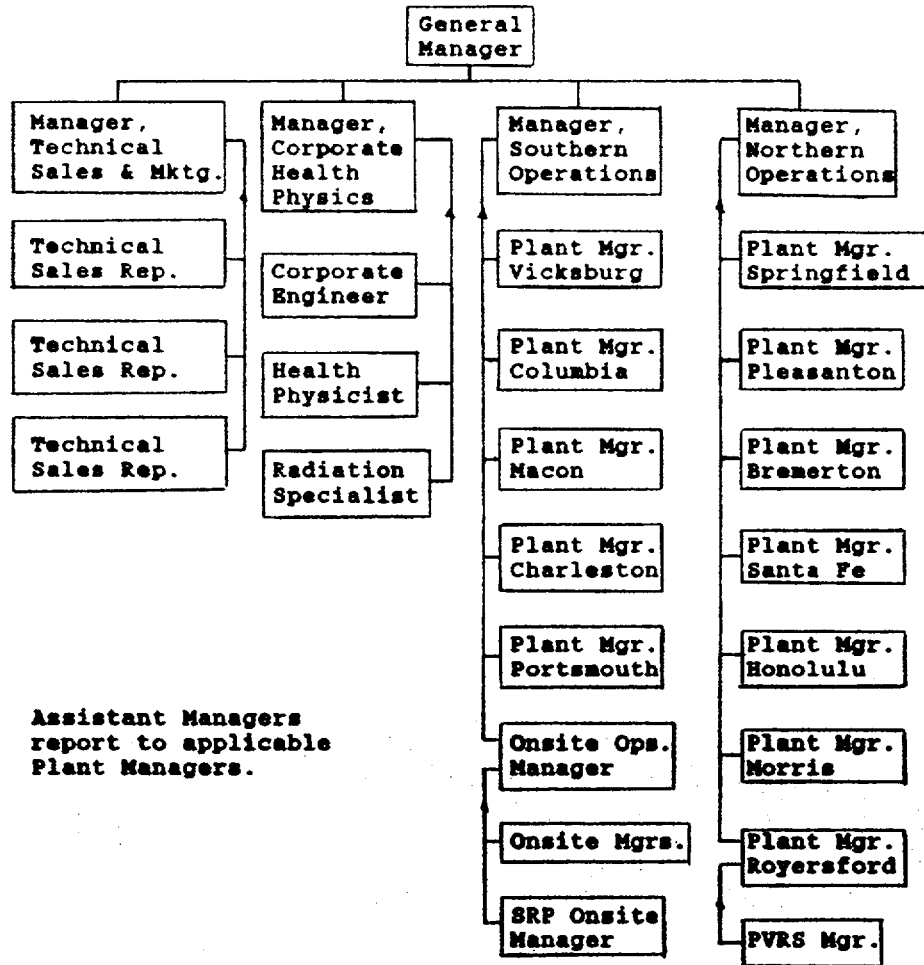 General
Manager
Manager,
Technical
Sales & Mktg.
Technical
Sales Rep.
Technical
Sales Rep.
Technical
Sales Rep.
Manager,
Corporate
Health
Physics
Corporate
Engineer
Health
Physicist
Radiation
Specialist
Manager,
Southern
Operations
Plant Mgr.
Vicksburg
Plant Mgr.
Columbia
Plant Mgr.
Macon
Plant Mgr.
Charleston
Plant Mgr.
Portsmouth
Onsite Ops.
Manager
Onsite Mgrs.
SRP Onsite
Manager
Manager,
Northern
Operations
Plant Mgr.
Springfield
Plant Mgr.
Pleasanton
Plant Mgr.
Bremerton
Plant Mgr.
Santa Fe
Plant Mgr.
Honolulu
Plant Mgr.
Morris
Plant Mgr.
Royersford
PVRS Mgr.
Assistant Managers
report to applicable
Plant Managers.